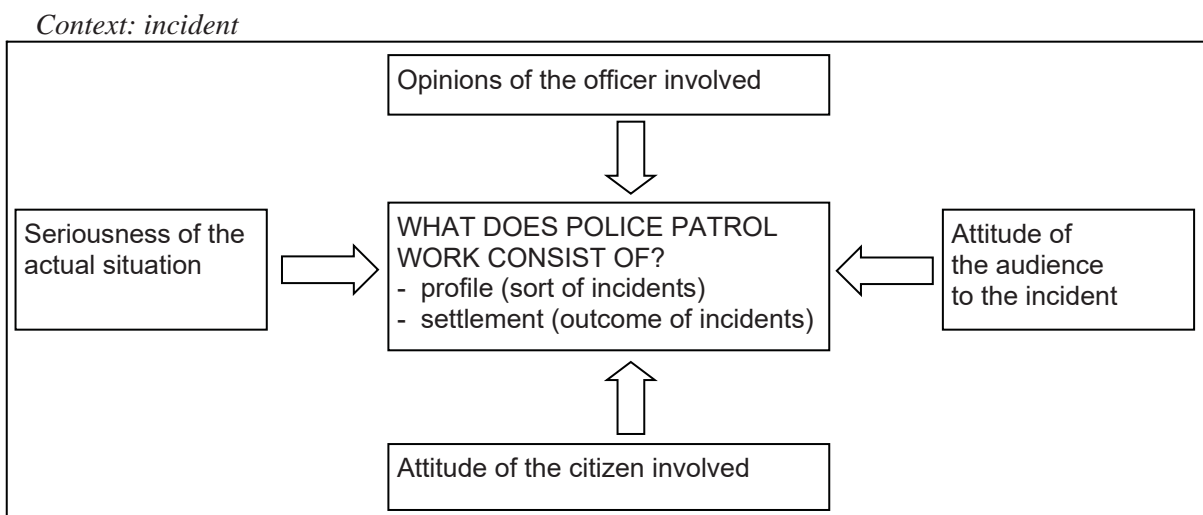 Context: incident
Opinions of the officer involved
Seriousness of the
actual situation
WHAT DOES POLICE PATROL
WORK CONSIST OF?
- profile (sort of incidents)
- settlement (outcome of incidents)
Attitude of
the audience
to the incident
Attitude of the citizen involved